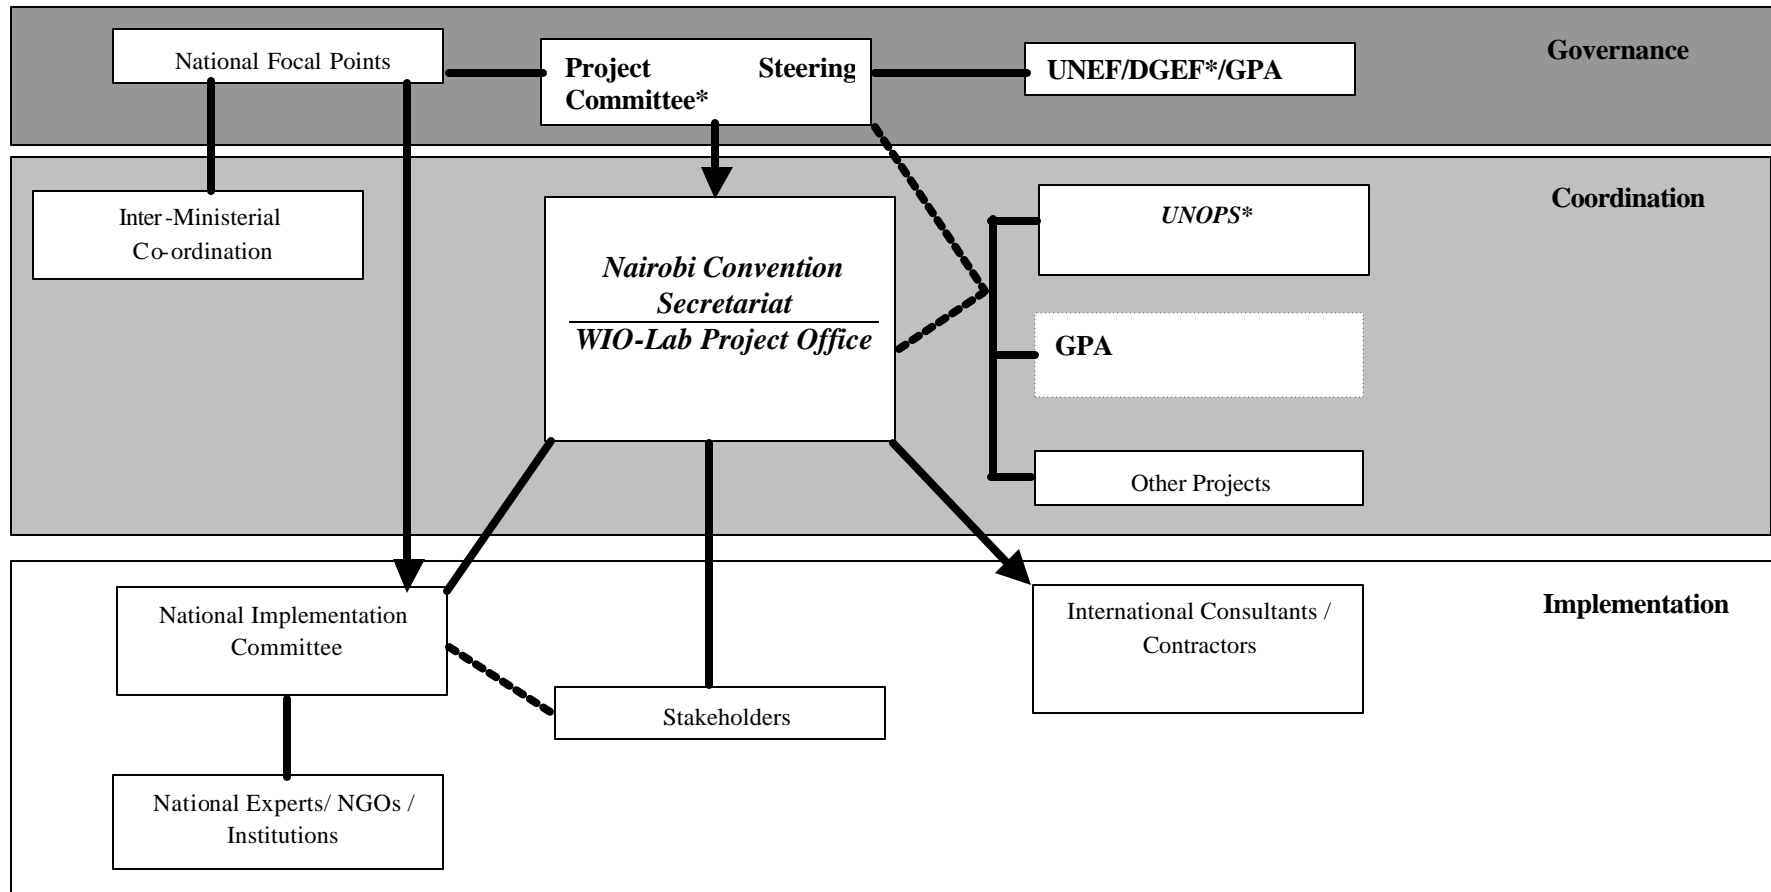 National Focal Points
Project Steering
Committee*
UNEF/DGEF*/GPA
Governance
Inter-Ministerial
Co-ordination
Nairobi Convention
Secretariat
WIO-Lab Project Office
UNOPS*
Coordination
GPA
Other Projects
National Implementation
Committee
Stakeholders
International Consultants /
Contractors
Implementation
National Experts/ NGOs /
Institutions